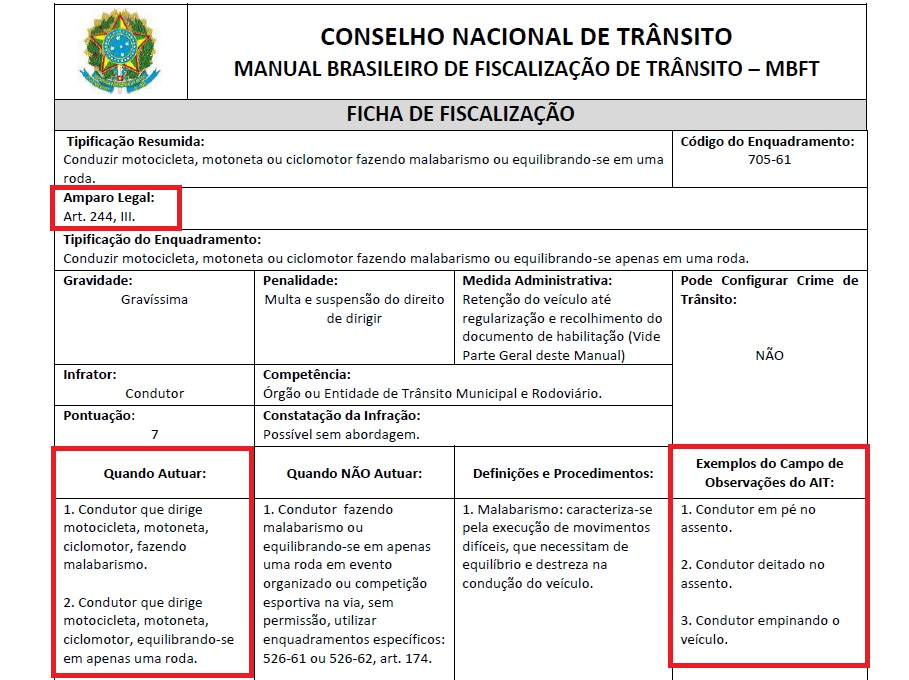 CONSELHO NACIONAL DE TRÂNSITO
MANUAL BRASILEIRO DE FISCALIZAÇÃO DE TRÂNSITO – MBFT
FICHA DE FISCALIZAÇÃO
Tipificação Resumida:
Conduzir motocicleta, motoneta ou ciclomotor fazendo malabarismo ou equilibrando-se em uma
roda.
Código do Enquadramento:
705-61
Amparo Legal:
Art. 244, III.
Tipificação do Enquadramento:
Conduzir motocicleta, motoneta ou ciclomotor fazendo malabarismo ou equilibrando-se apenas em uma roda.
Gravidade:
Gravíssima
Penalidade:
Multa e suspensão do direito
de dirigir
Medida Administrativa:
Retenção do veículo até
regularização e recolhimento do
documento de habilitação (Vide
Parte Geral deste Manual)
Pode Configurar Crime de
Trânsito:
NÃO
Infrator:
Condutor
Competência:
Órgão ou Entidade de Trânsito Municipal e Rodoviário.
Pontuação:
7
Constatação da Infração:
Possível sem abordagem.
Quando Autuar:
1. Condutor que dirige
motocicleta, motoneta,
ciclomotor, fazendo
malabarismo.
2. Condutor que dirige
motocicleta, motoneta,
ciclomotor, equilibrando-se
em apenas uma roda.
Quando NÃO Autuar:
1. Condutor fazendo
malabarismo ou
equilibrando-se em apenas
uma roda em evento
organizado ou competição
esportiva na via, sem
permissão, utilizar
enquadramentos específicos:
526-61 ou 526-62, art. 174.
Definições e Procedimentos:
1. Malabarismo: caracteriza-se
pela execução de movimentos
difíceis, que necessitam de
equilíbrio e destreza na
condução do veículo.
Exemplos do Campo de
Observações do AIT:
1. Condutor em pé no
assento.
2. Condutor deitado no
assento.
3. Condutor empinando o
veículo.